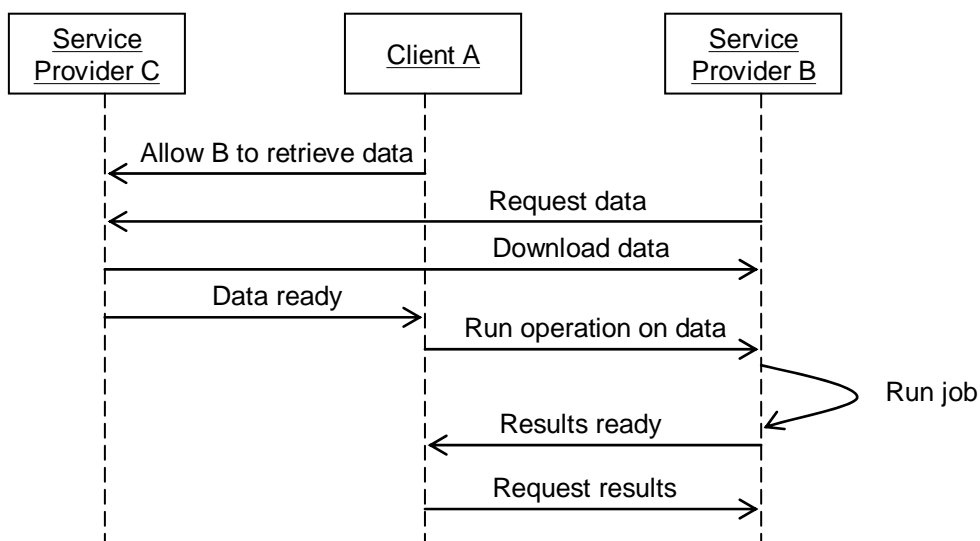 Service
Provider C
Client A
Service
Provider B
Allow B to retrieve data
Request data
Download data
Data ready
Run operation on data
Run job
Results ready
Request results